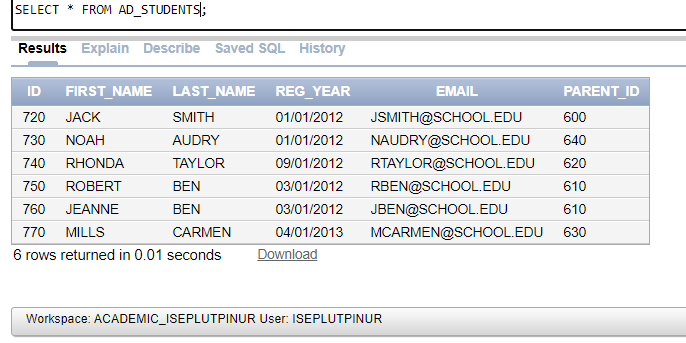 SELECT * FROM AD_STUDENTS;
Results Explain Describe Saved SQL History
ID FIRST_NAME LAST_NAME REG_YEAR EMAIL PARENT_ID
720 JACK SMITH 01/01/2012 JSMITH@SCHOOL.EDU 600
730 NOAH AUDRY 01/01/2012 NAUDRY@SCHOOL.EDU 640
740 RHONDA TAYLOR 09/01/2012 RTAYLOR@SCHOOL.EDU 620
750 ROBERT BEN 03/01/2012 RBEN@SCHOOL.EDU 610
760 JEANNE BEN 03/01/2012 JBEN@SCHOOL.EDU 610
770 MILLS CARMEN 04/01/2013 MCARMEN@SCHOOL.EDU 630
6 rows returned in 0.01 seconds Download
Workspace: ACADEMIC_ISEPLUTPINUR User: ISEPLUTPINUR